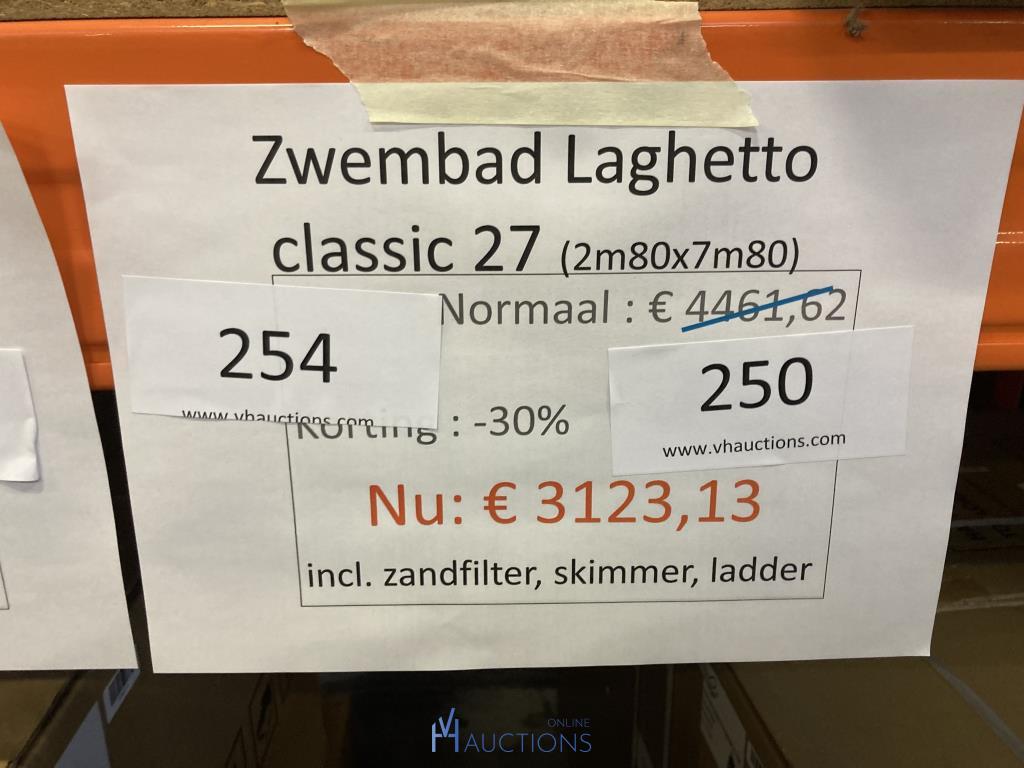 Zwembad Laghetto
classic 27 (2m80x7m80)
Normaal : € 4461,62
254
www.vhauctions.com
250
www.vhauctions.com
Korting : -30%
Nu: € 3123,13
incl. zandfilter, skimmer, ladder
VH ONLINE
AUCTIONS